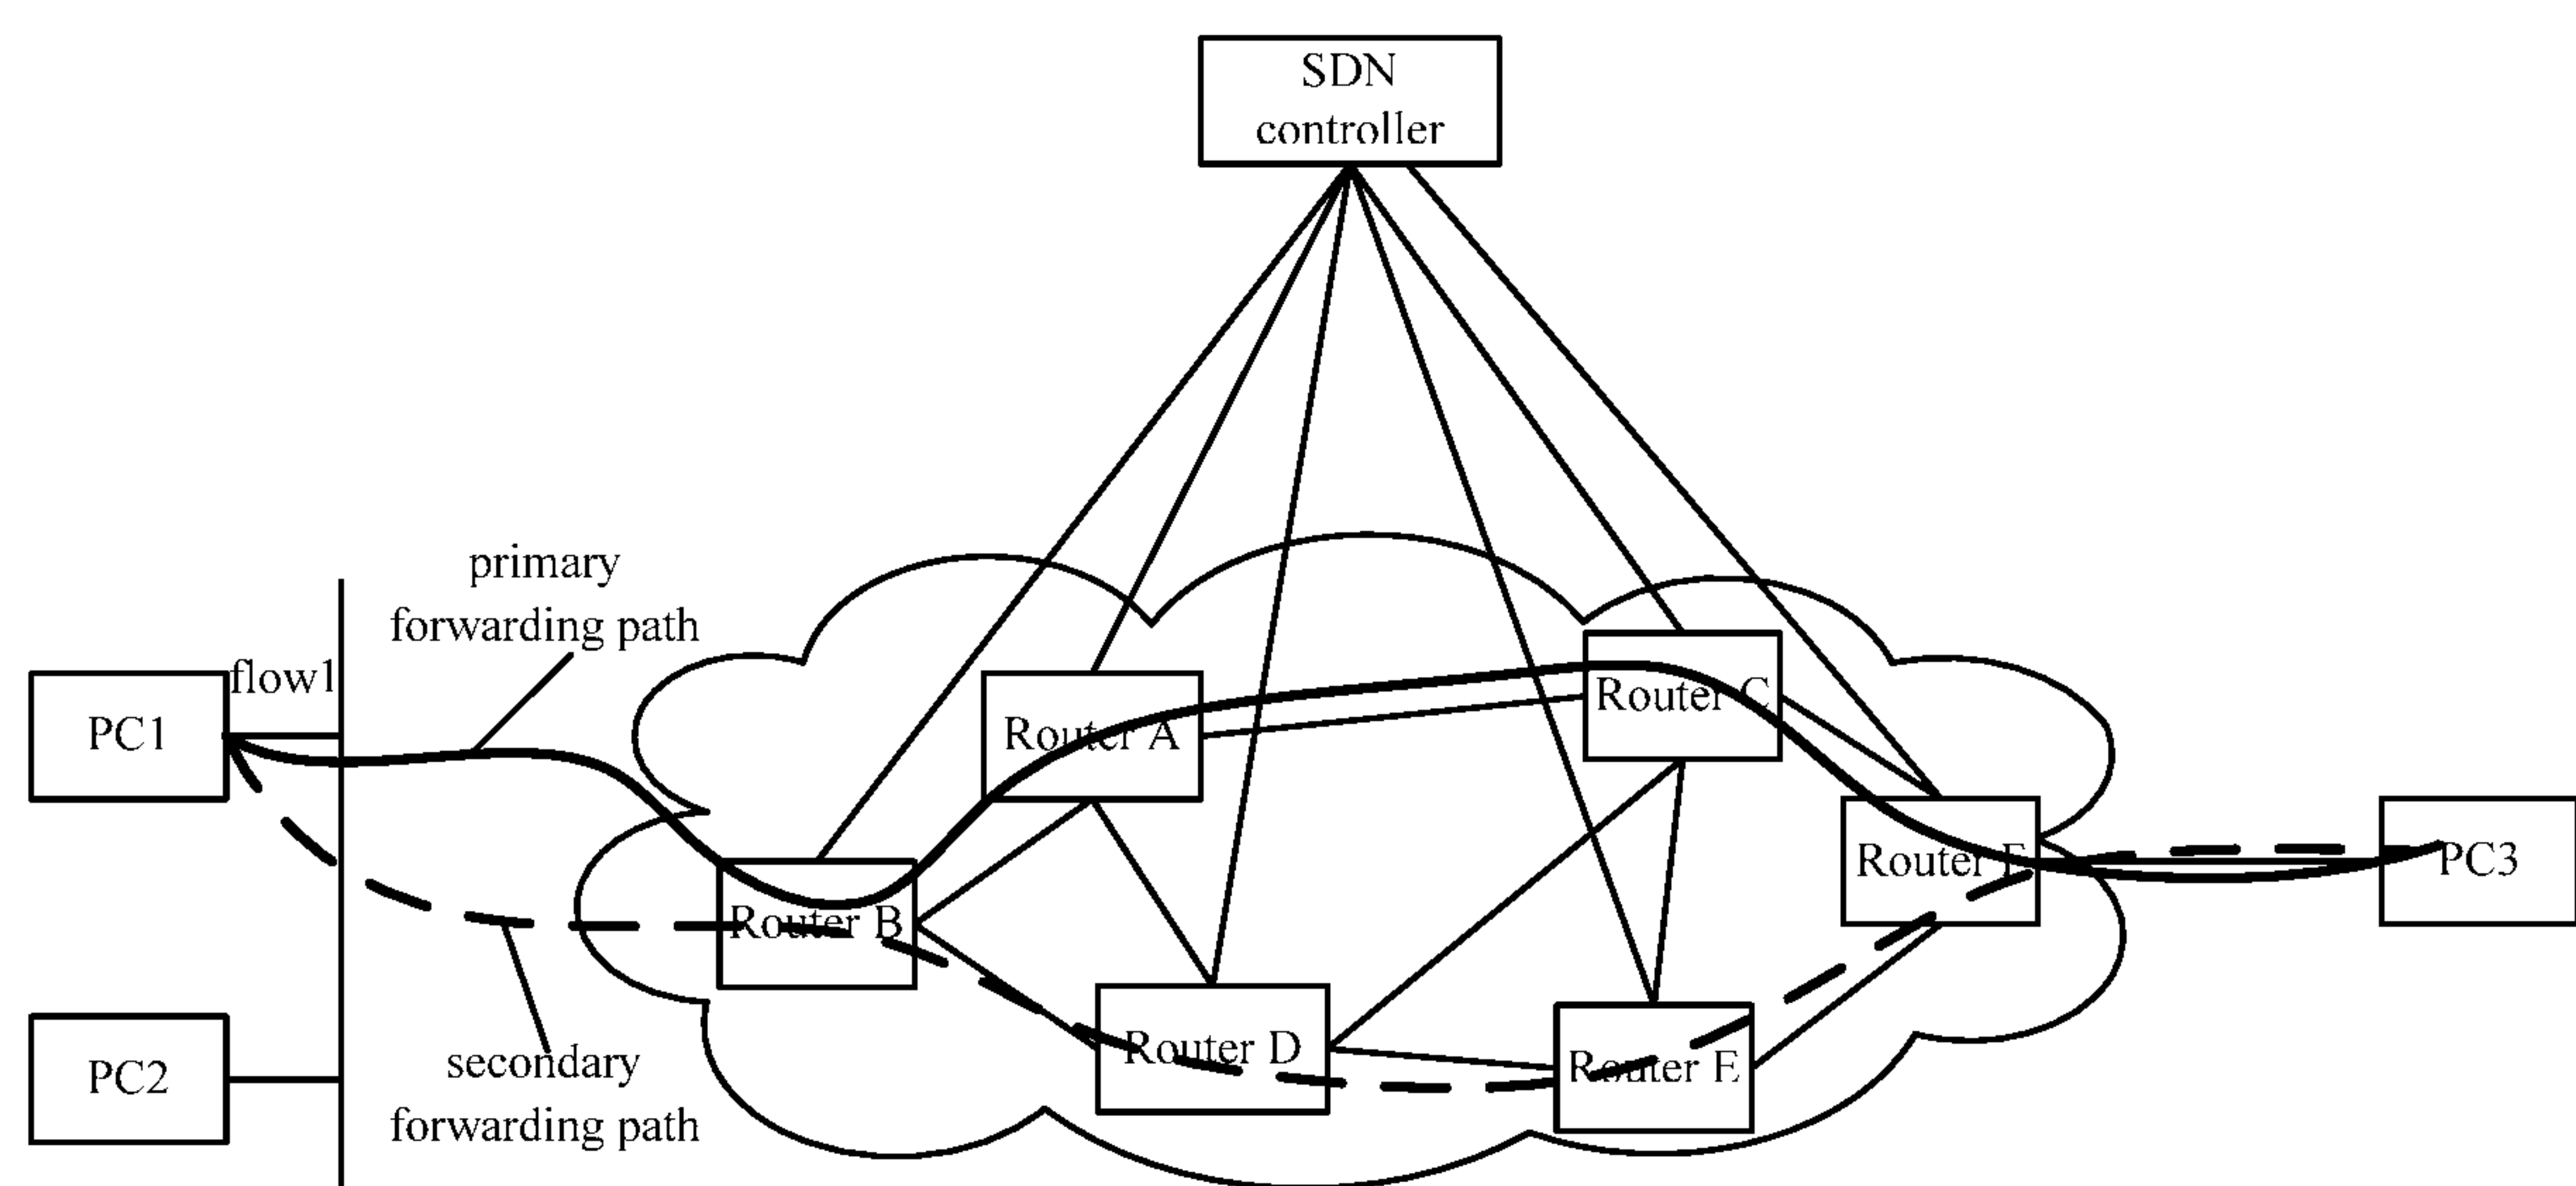 SDN
controller
primary
forwarding path
flow1
PC1
Router A
Router C
Router B
Router F
PC3
Router D
Router E
PC2
secondary
forwarding path